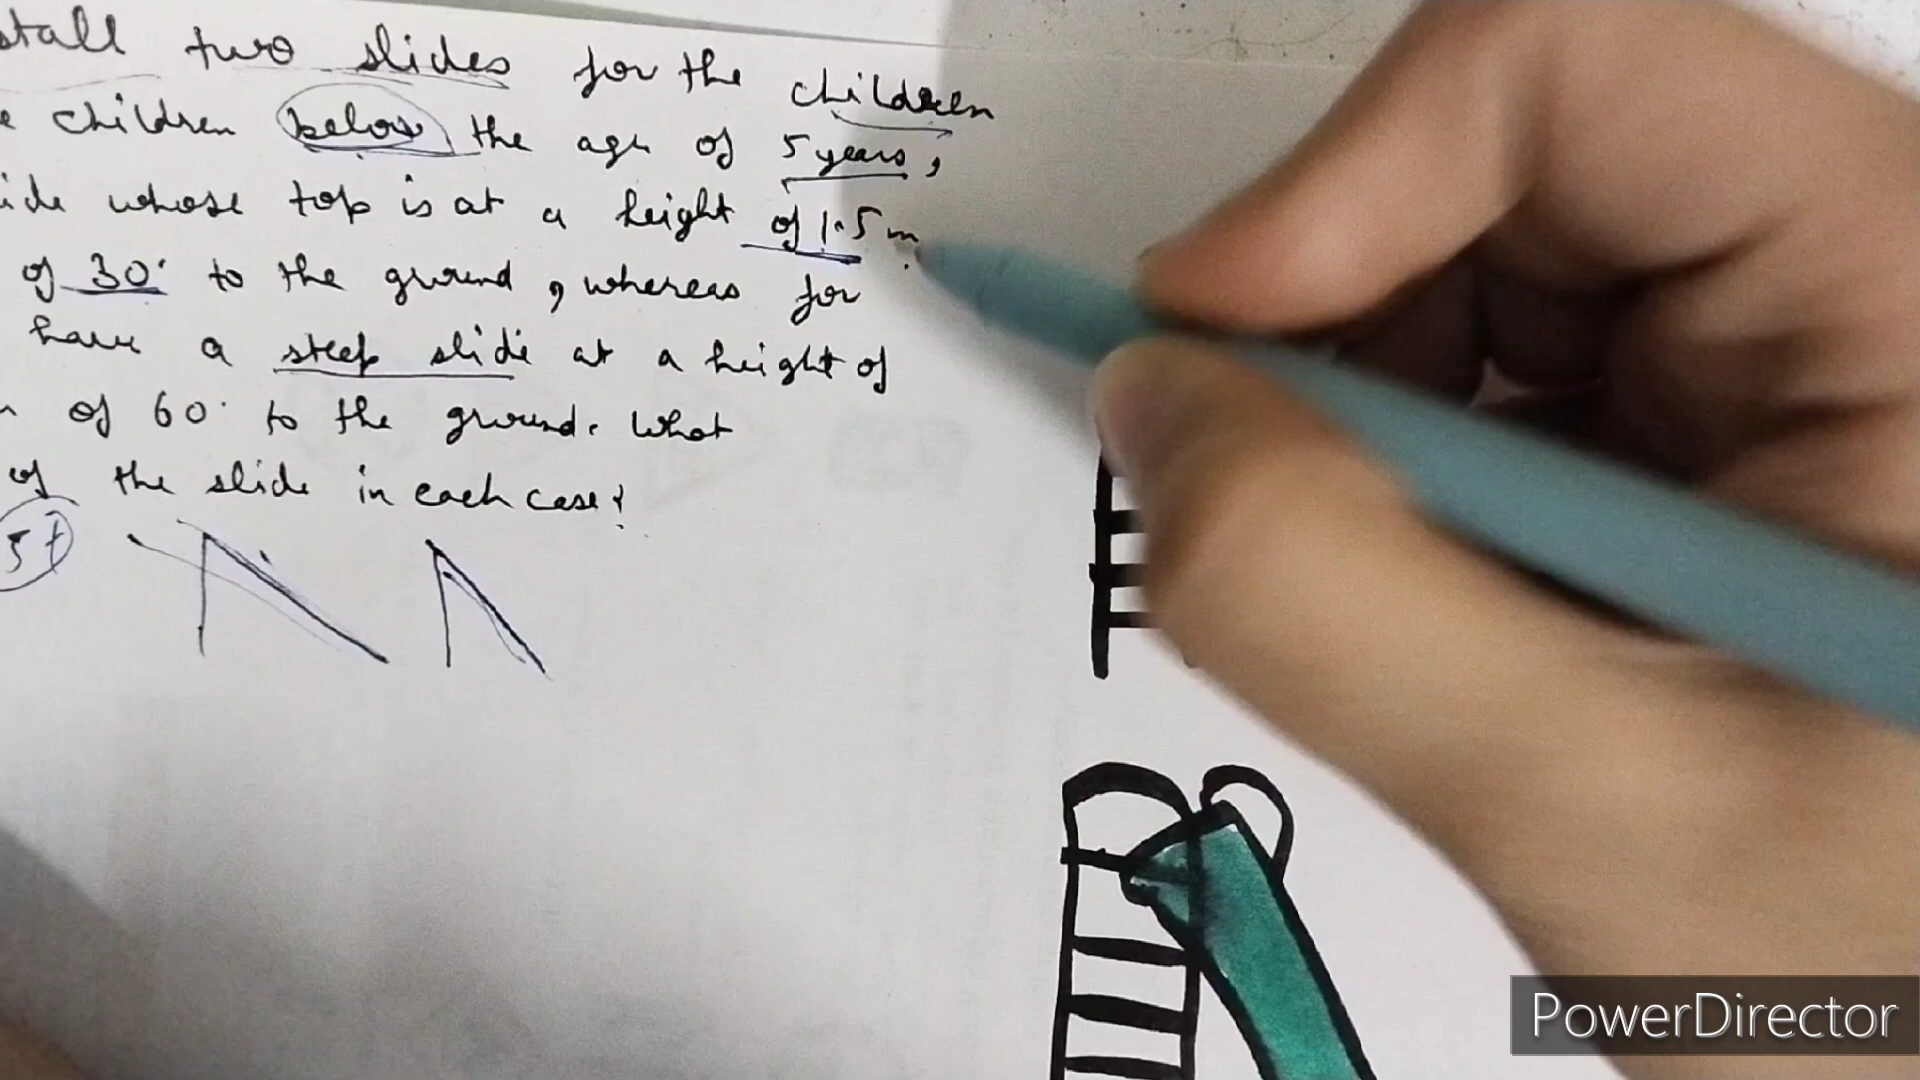 stall two slides for the children
e children below the age of 5 years,
ide whose top is at a height of 1.5 m
of 30° to the ground, whereas for
have a steep slide at a height of
n of 60° to the ground. What
of the slide in each case?
5+
PowerDirector